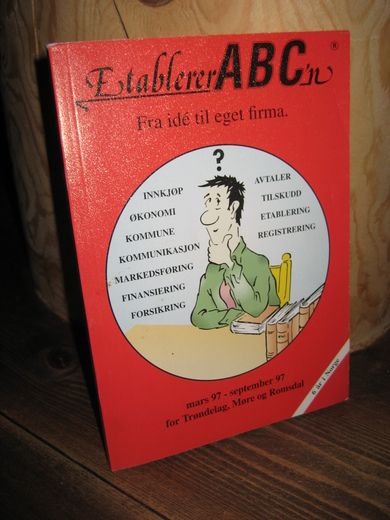 EtablererABC'n ®
Fra idé til eget firma.
?
INNKJØP
ØKONOMI
KOMMUNE
KOMMUNIKASJON
MARKEDSFØRING
FINANSIERING
FORSIKRING
AVTALER
TILSKUDD
ETABLERING
REGISTRERING
mars 97 - september 97
for Trøndelag, Møre og Romsdal
6 år i Norge